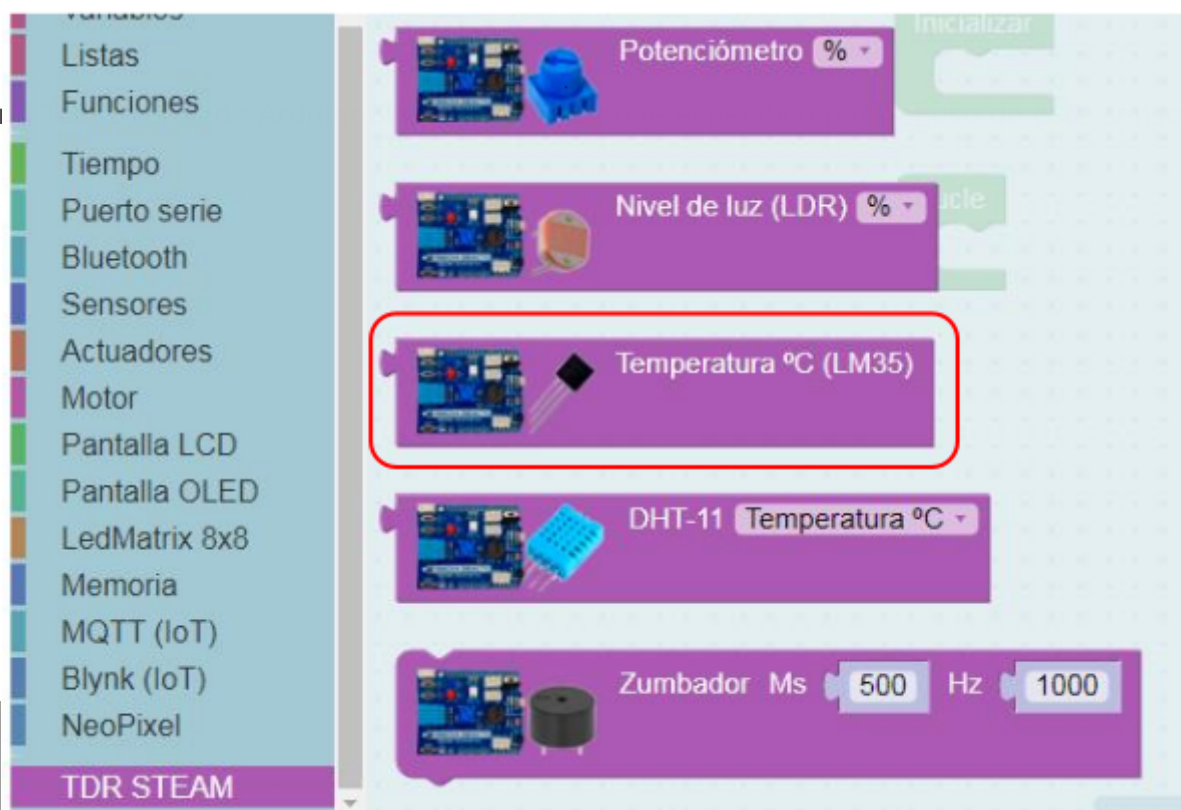 Variables
Listas
Funciones
Tiempo
Puerto serie
Bluetooth
Sensores
Actuadores
Motor
Pantalla LCD
Pantalla OLED
LedMatrix 8x8
Memoria
MQTT (IoT)
Blynk (IoT)
NeoPixel
TDR STEAM
Inicializar
Potenciómetro %
Nivel de luz (LDR) %
Temperatura ºC (LM35)
DHT-11 Temperatura ºC
Zumbador Ms 500 Hz 1000